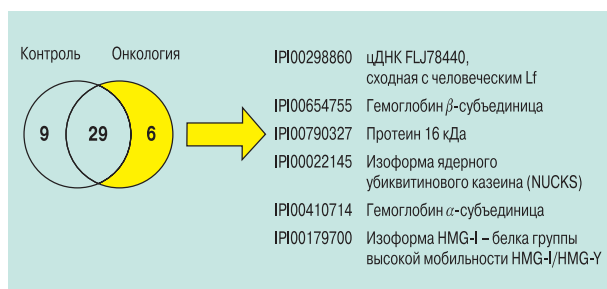 Контроль Онкология
9 29 6
IPI00298860 цДНК FLJ78440,
сходная с человеческим Lf
IPI00654755 Гемоглобин β-субъединица
IPI00790327 Протеин 16 кДа
IPI00022145 Изоформа ядерного
убиквитинового казеина (NUCKS)
IPI00410714 Гемоглобин α-субъединица
IPI00179700 Изоформа HMG-I – белка группы
высокой мобильности HMG-I/HMG-Y